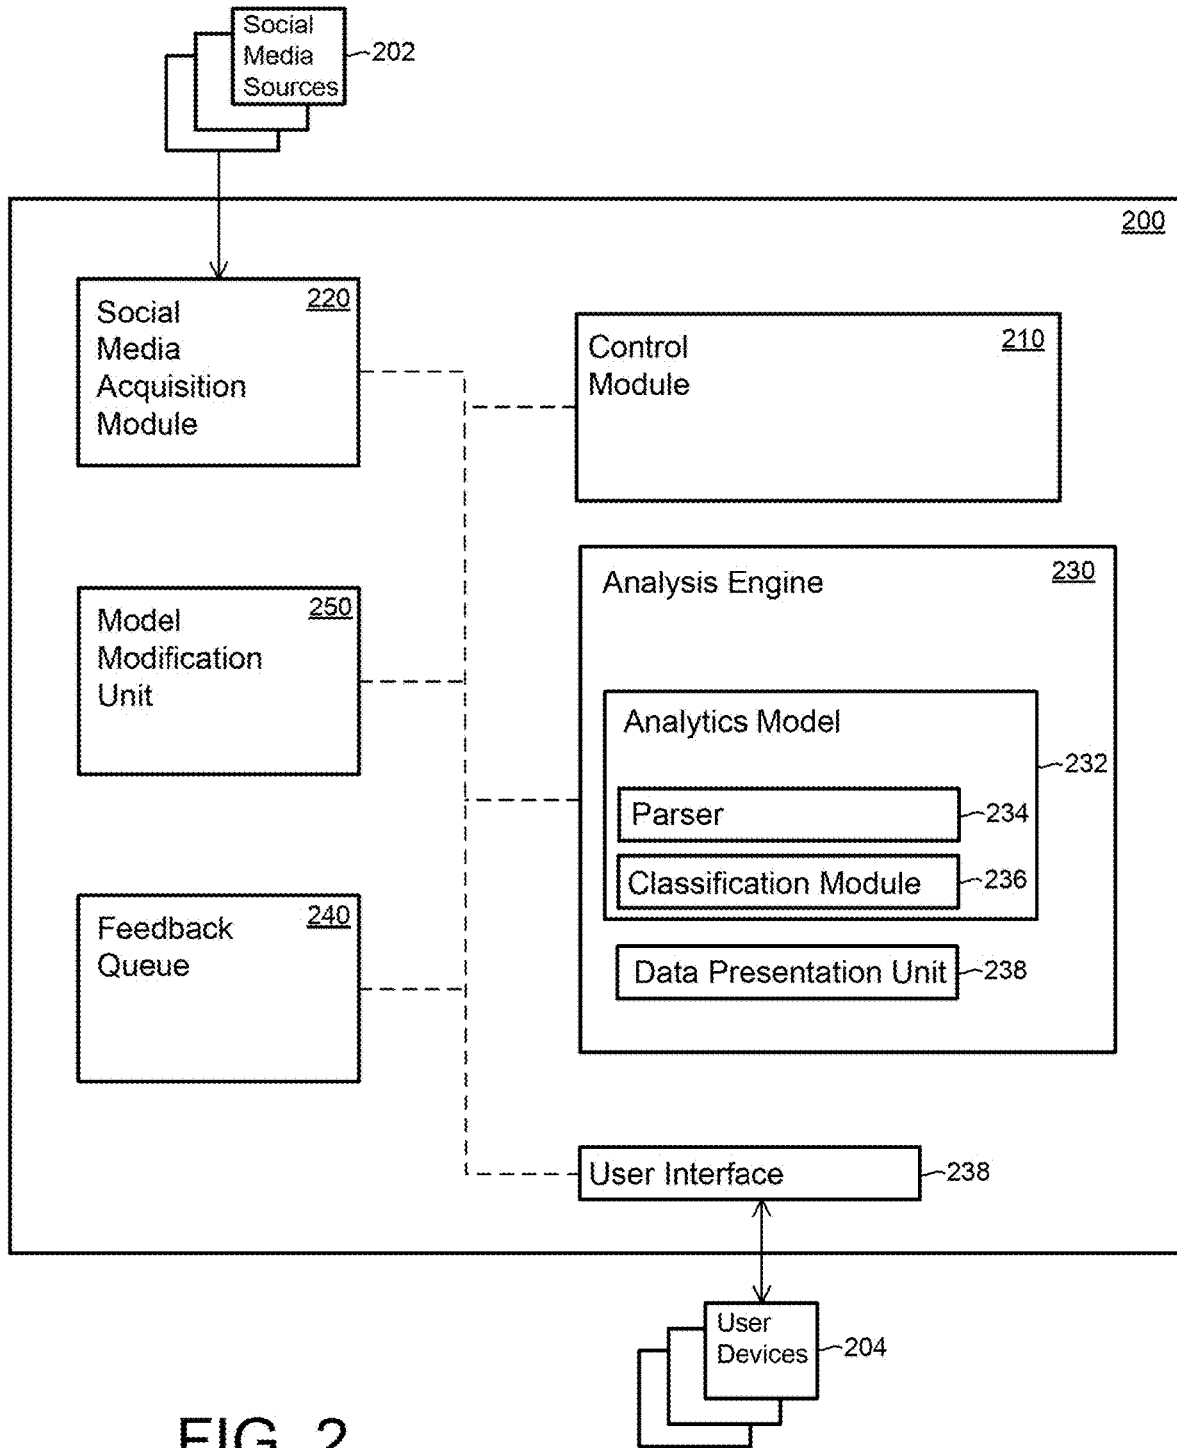 Social
Media
Sources
202
200
220
Social
Media
Acquisition
Module
210
Control
Module
250
Model
Modification
Unit
230
Analysis Engine
Analytics Model
232
Parser
234
Classification Module
236
Data Presentation Unit
238
240
Feedback
Queue
User Interface
238
User
Devices
204
FIG. 2